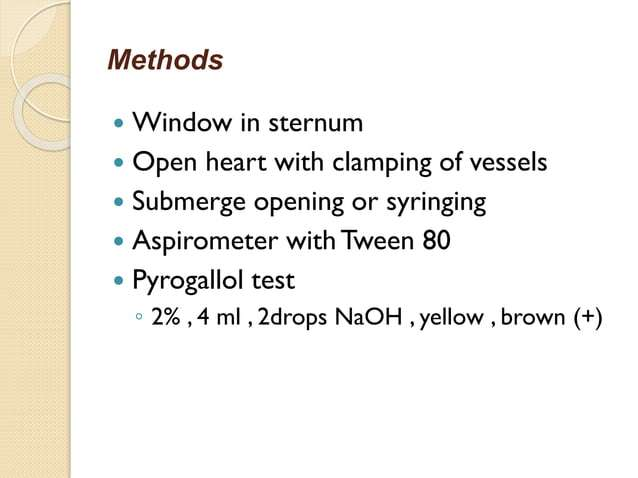 Methods
Window in sternum
Open heart with clamping of vessels
Submerge opening or syringing
Aspirometer with Tween 80
Pyrogallol test
2% , 4 ml , 2drops NaOH , yellow , brown (+)